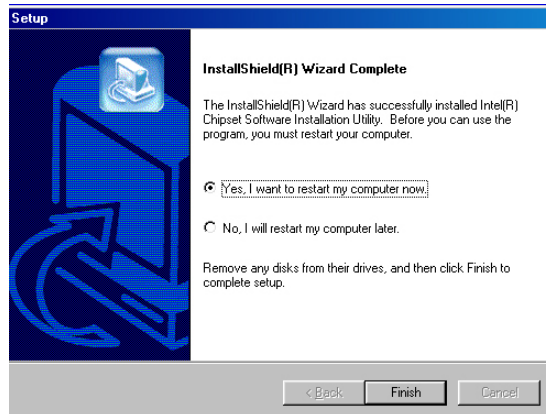 Setup
InstallShield(R) Wizard Complete
The InstallShield(R) Wizard has successfully installed Intel(R)
Chipset Software Installation Utility. Before you can use the
program, you must restart your computer.
Yes, I want to restart my computer now.
No, I will restart my computer later.
Remove any disks from their drives, and then click Finish to
complete setup.
< Back Finish Cancel